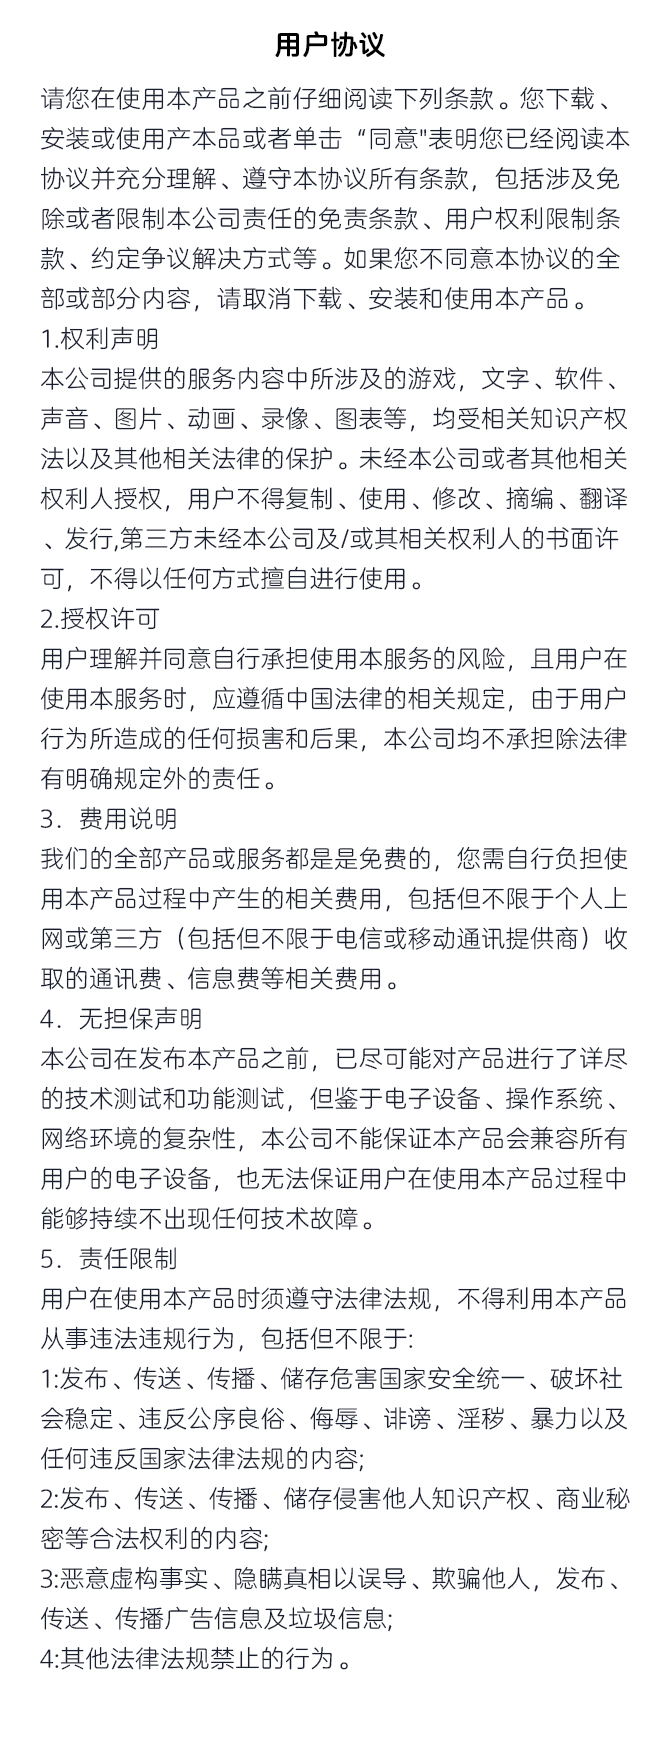 用户协议
请您在使用本产品之前仔细阅读下列条款。您下载、
安装或使用产本品或者单击“同意"表明您已经阅读本
协议并充分理解、遵守本协议所有条款，包括涉及免
除或者限制本公司责任的免责条款、用户权利限制条
款、约定争议解决方式等。如果您不同意本协议的全
部或部分内容，请取消下载、安装和使用本产品。
1.权利声明
本公司提供的服务内容中所涉及的游戏，文字、软件、
声音、图片、动画、录像、图表等，均受相关知识产权
法以及其他相关法律的保护。未经本公司或者其他相关
权利人授权，用户不得复制、使用、修改、摘编、翻译
、发行,第三方未经本公司及/或其相关权利人的书面许
可，不得以任何方式擅自进行使用。
2.授权许可
用户理解并同意自行承担使用本服务的风险，且用户在
使用本服务时，应遵循中国法律的相关规定，由于用户
行为所造成的任何损害和后果，本公司均不承担除法律
有明确规定外的责任。
3．费用说明
我们的全部产品或服务都是是免费的，您需自行负担使
用本产品过程中产生的相关费用，包括但不限于个人上
网或第三方（包括但不限于电信或移动通讯提供商）收
取的通讯费、信息费等相关费用。
4．无担保声明
本公司在发布本产品之前，已尽可能对产品进行了详尽
的技术测试和功能测试，但鉴于电子设备、操作系统、
网络环境的复杂性，本公司不能保证本产品会兼容所有
用户的电子设备，也无法保证用户在使用本产品过程中
能够持续不出现任何技术故障。
5．责任限制
用户在使用本产品时须遵守法律法规，不得利用本产品
从事违法违规行为，包括但不限于:
1:发布、传送、传播、储存危害国家安全统一、破坏社
会稳定、违反公序良俗、侮辱、诽谤、淫秽、暴力以及
任何违反国家法律法规的内容;
2:发布、传送、传播、储存侵害他人知识产权、商业秘
密等合法权利的内容;
3:恶意虚构事实、隐瞒真相以误导、欺骗他人，发布、
传送、传播广告信息及垃圾信息;
4:其他法律法规禁止的行为。